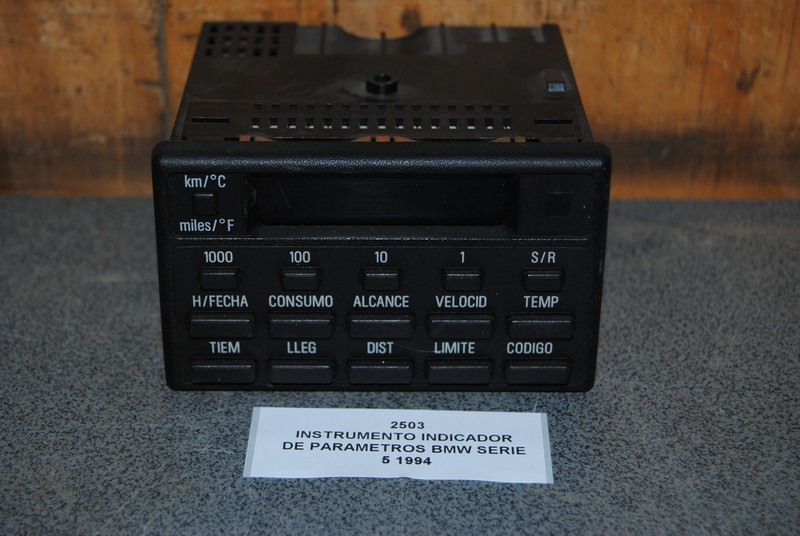 km/°C
miles/°F
1000 100 10 1 S/R
H/FECHA CONSUMO ALCANCE VELOCID TEMP
TIEM LLEG DIST LIMITE CODIGO
2503
INSTRUMENTO INDICADOR
DE PARAMETROS BMW SERIE
5 1994